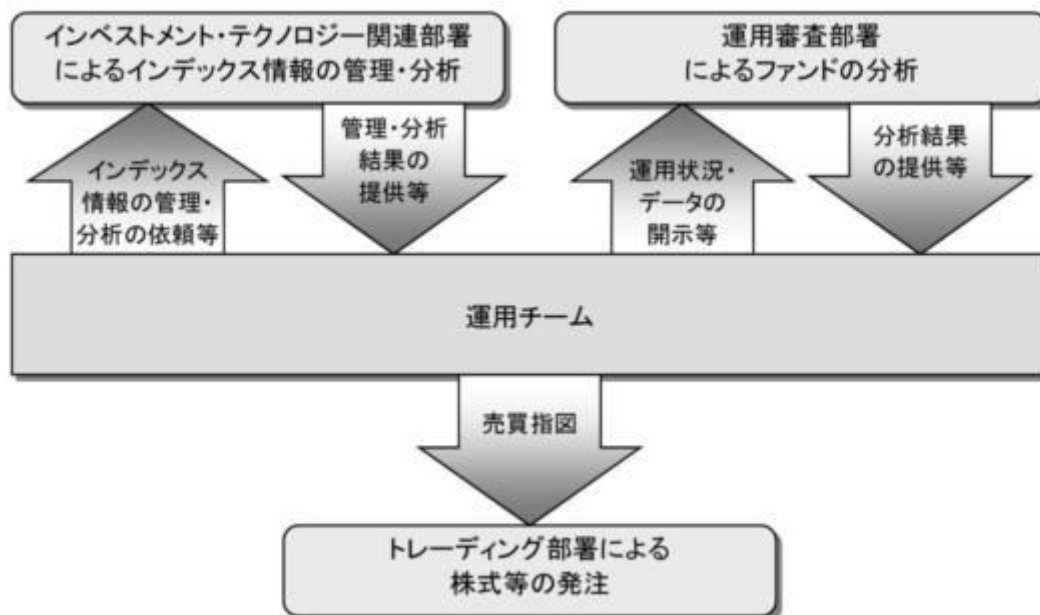 インベストメント・テクノロジー関連部署
によるインデックス情報の管理・分析
運用審査部署
によるファンドの分析
インデックス
情報の管理・
分析の依頼等
管理・分析
結果の
提供等
運用状況・
データの
開示等
分析結果
の提供等
運用チーム
売買指図
トレーディング部署による
株式等の発注